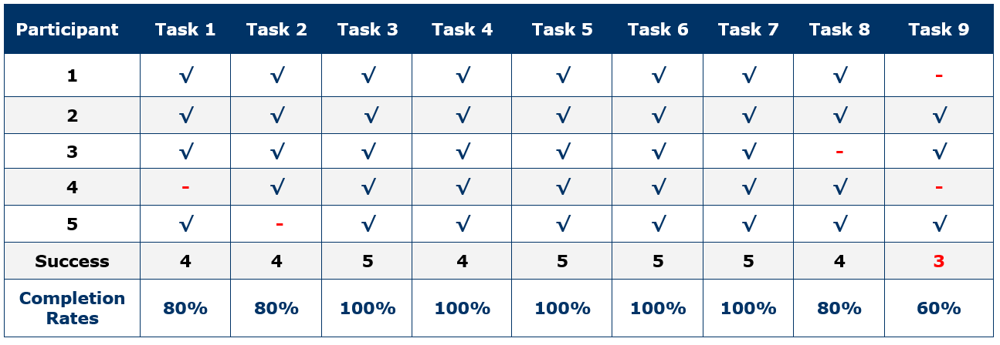 Participant Task 1 Task 2 Task 3 Task 4 Task 5 Task 6 Task 7 Task 8 Task 9
1 √ √ √ √ √ √ √ √ -
2 √ √ √ √ √ √ √ √ √
3 √ √ √ √ √ √ √ - √
4 - √ √ √ √ √ √ √ -
5 √ - √ √ √ √ √ √ √
Success 4 4 5 4 5 5 5 4 3
Completion
Rates 80% 80% 100% 100% 100% 100% 100% 80% 60%